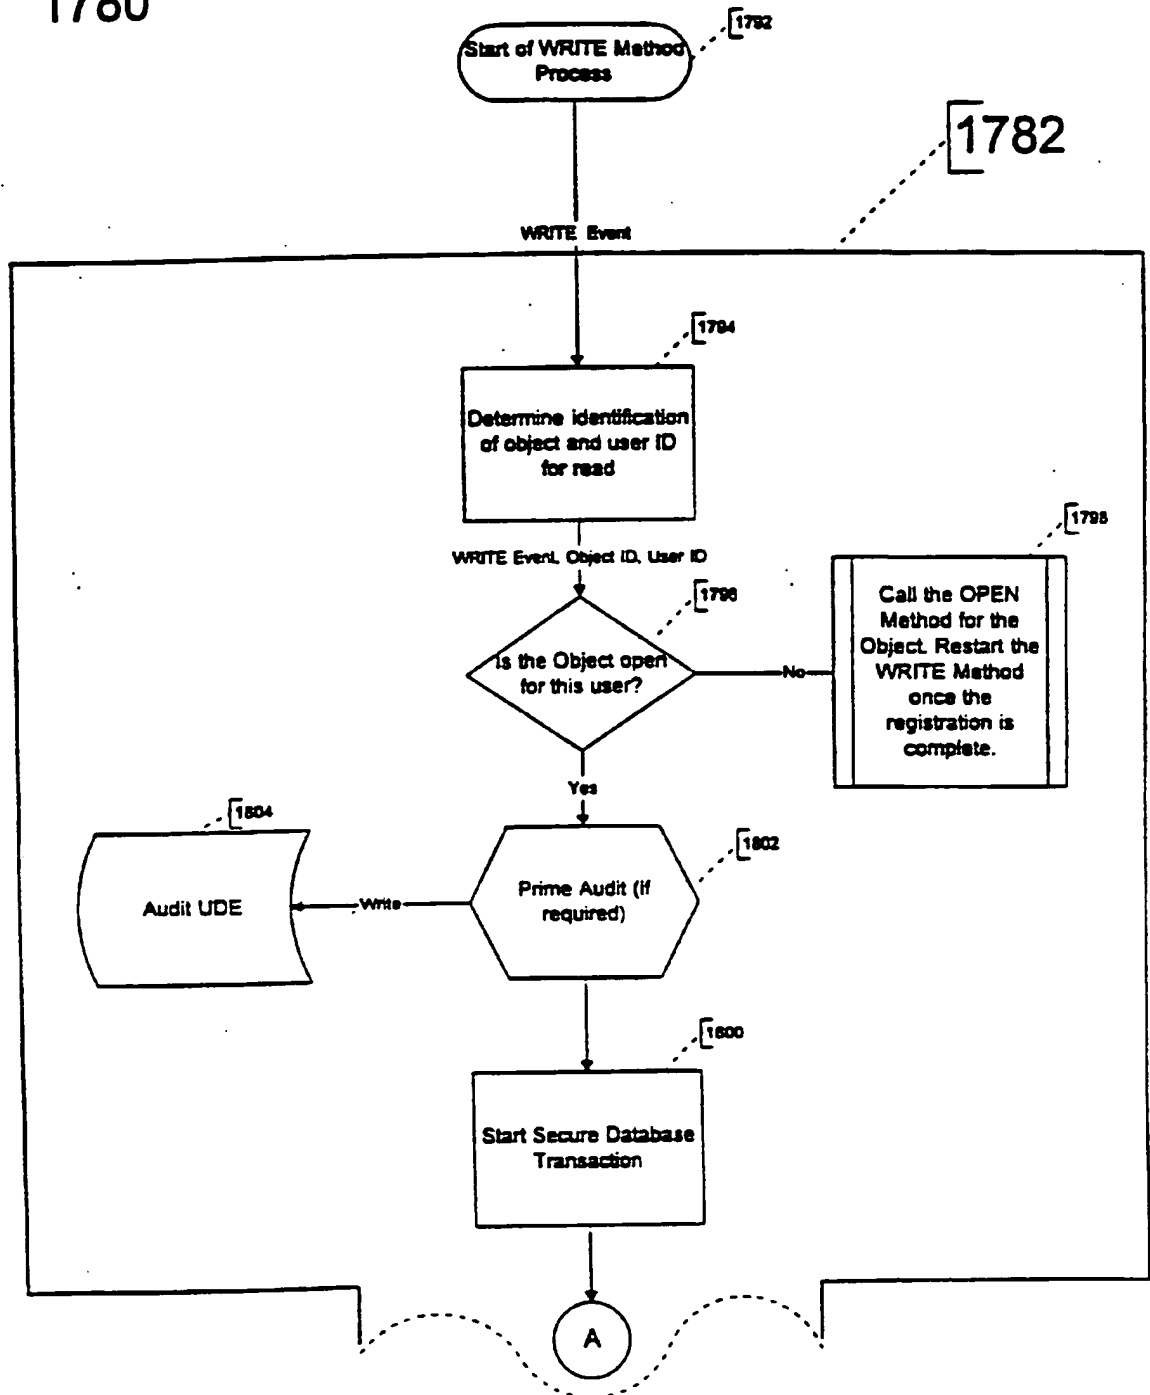 1780
Start of WRITE Method
Process
1792
1782
WRITE Event
1794
Determine identification
of object and user ID
for read
WRITE Event, Object ID, User ID
1796
1798
Is the Object open
for this user?
No
Call the OPEN
Method for the
Object. Restart the
WRITE Method
once the
registration is
complete.
Yes
1804
1802
Audit UDE
Write
Prime Audit (if
required)
1800
Start Secure Database
Transaction
A